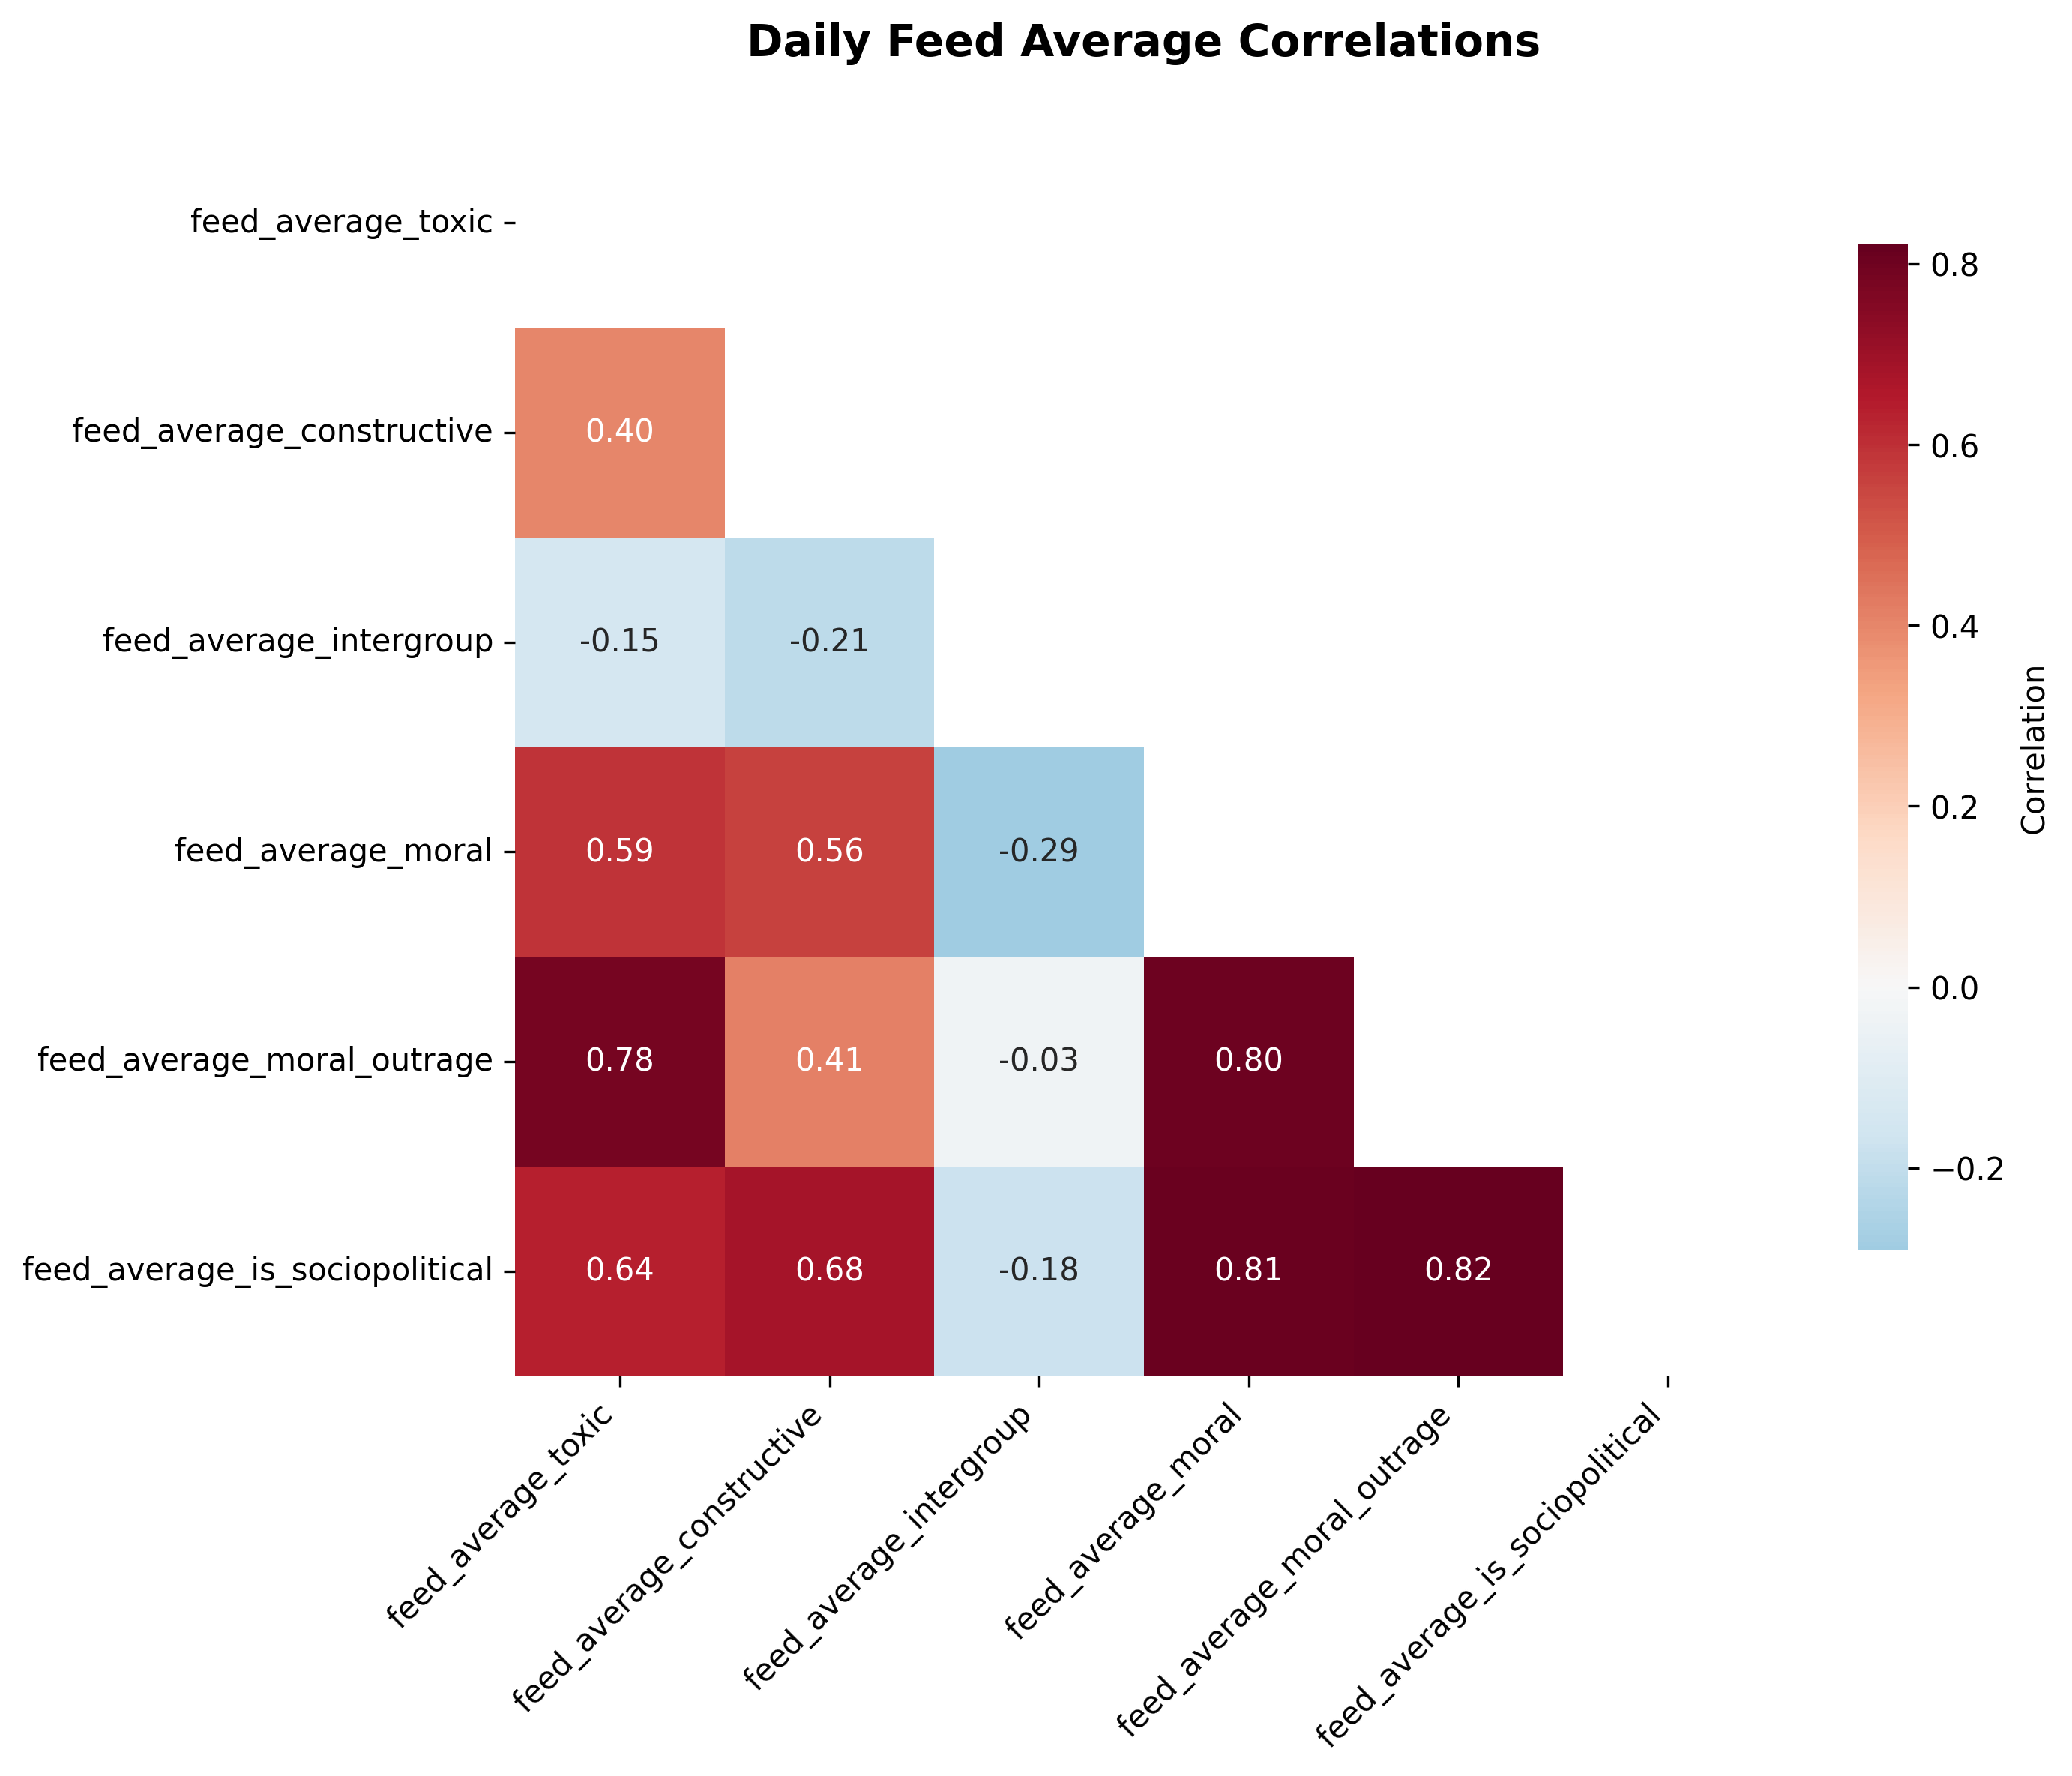 Daily Feed Average Correlations
feed_average_toxic
feed_average_constructive
0.40
feed_average_intergroup
-0.15
-0.21
feed_average_moral
0.59
0.56
-0.29
feed_average_moral_outrage
0.78
0.41
-0.03
0.80
feed_average_is_sociopolitical
0.64
0.68
-0.18
0.81
0.82
feed_average_toxic
feed_average_constructive
feed_average_intergroup
feed_average_moral
feed_average_moral_outrage
feed_average_is_sociopolitical
0.8
0.6
0.4
0.2
0.0
−0.2
Correlation